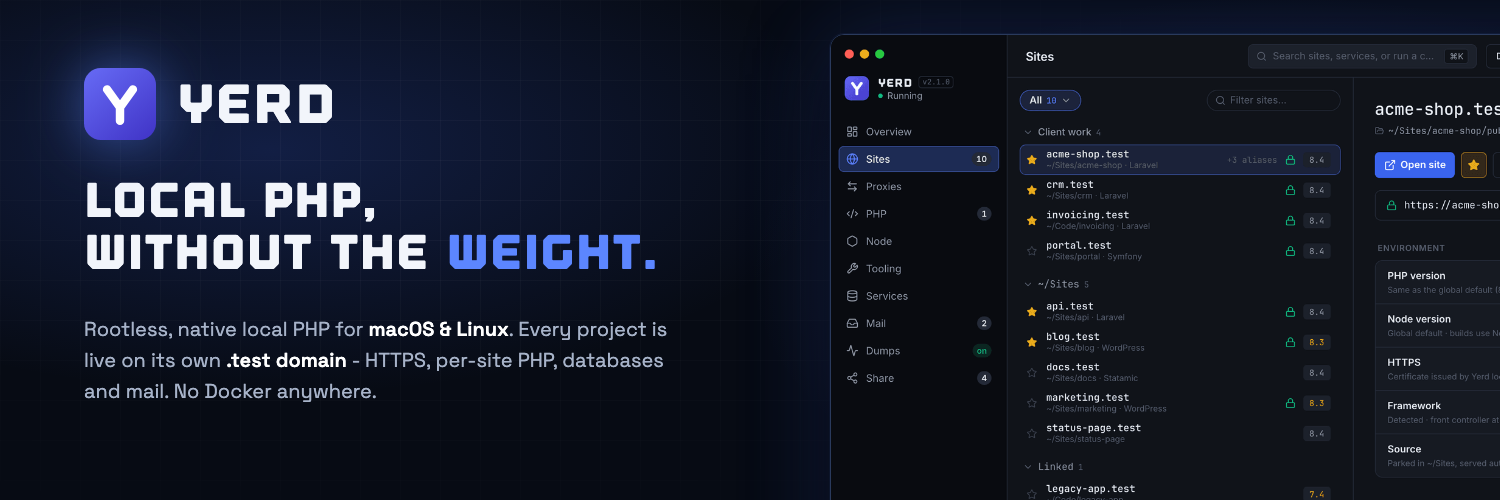 YERD
LOCAL PHP,
WITHOUT THE WEIGHT.
Rootless, native local PHP for macOS & Linux. Every project is
live on its own .test domain - HTTPS, per-site PHP, databases
and mail. No Docker anywhere.
YERD v2.1.0
Running
Overview
Sites 10
Proxies
PHP 1
Node
Tooling
Services
Mail 2
Dumps on
Share 4
Sites
Search sites, services, or run a c... ⌘K
All 10
Filter sites...
Client work 4
acme-shop.test
~/Sites/acme-shop · Laravel
+3 aliases 8.4
crm.test
~/Sites/crm · Laravel
8.4
invoicing.test
~/Code/invoicing · Laravel
8.4
portal.test
~/Sites/portal · Symfony
8.4
~/Sites 5
api.test
~/Sites/api · Laravel
8.4
blog.test
~/Sites/blog · WordPress
8.3
docs.test
~/Sites/docs · Statamic
8.4
marketing.test
~/Sites/marketing · WordPress
8.3
status-page.test
~/Sites/status-page
8.4
Linked 1
legacy-app.test
7.4
acme-shop.tes
~/Sites/acme-shop/pub
Open site
https://acme-sho
ENVIRONMENT
PHP version
Same as the global default (
Node version
Global default · builds use No
HTTPS
Certificate issued by Yerd loc
Framework
Detected · front controller at
Source
Parked in ~/Sites, served aut